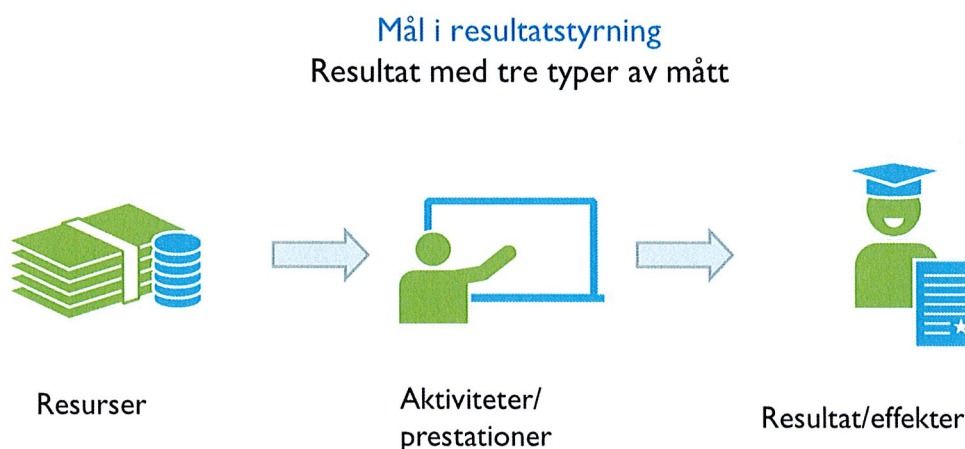 Mål i resultatstyrning
Resultat med tre typer av mått
Resurser
Aktiviteter/
prestationer
Resultat/effekter